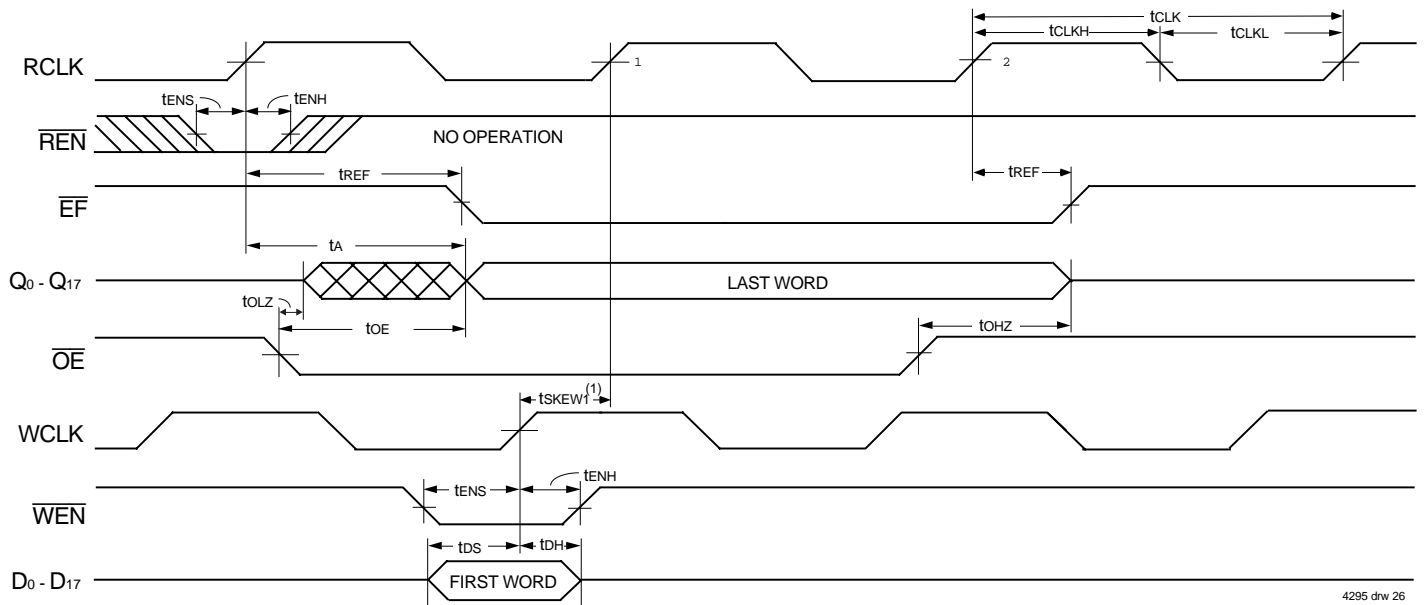 tCLK
tCLKH
tCLKL
RCLK
1
2
tENS
tENH
REN
NO OPERATION
tREF
tREF
EF
tA
Q0 - Q17
LAST WORD
tOLZ
tOE
tOHZ
OE
tSKEW1(1)
WCLK
tENS
tENH
WEN
tDS
tDH
D0 - D17
FIRST WORD
4295 drw 26